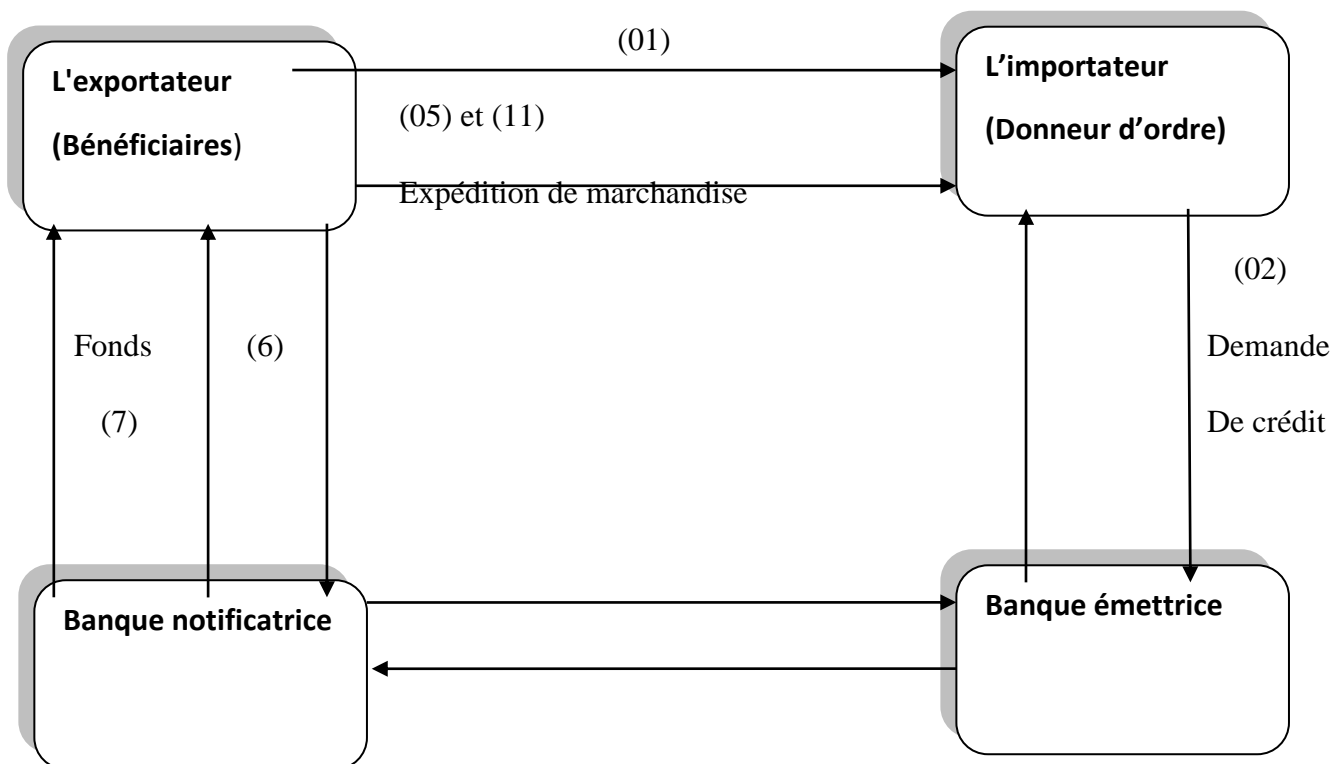 (01)
L'exportateur
(Bénéficiaires)
L’importateur
(Donneur d’ordre)
(05) et (11)
Expédition de marchandise
(02)
Demande
De crédit
Fonds
(6)
(7)
Banque notificatrice
Banque émettrice